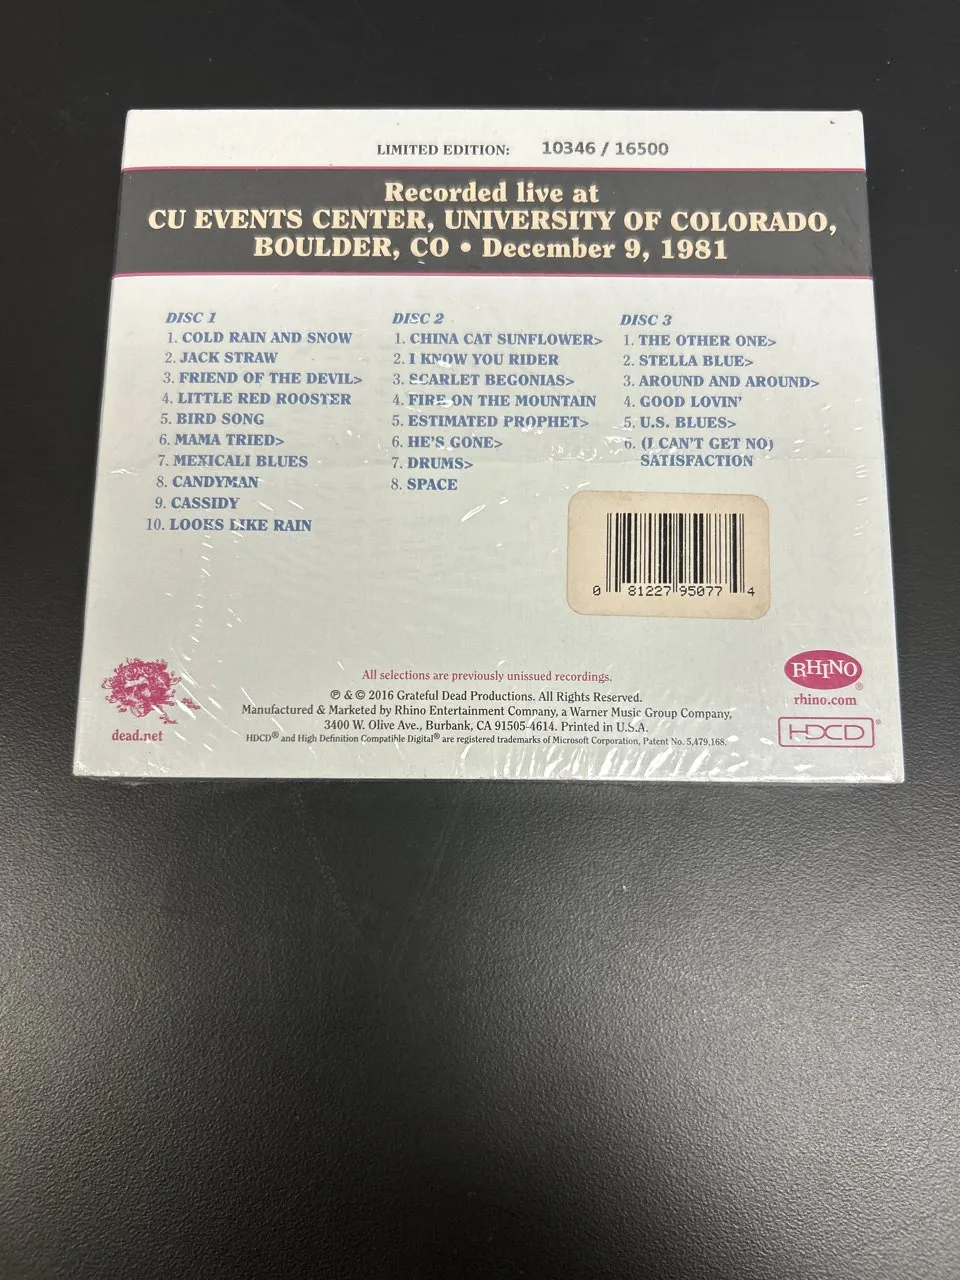 LIMITED EDITION: 10346 / 16500
Recorded live at
CU EVENTS CENTER, UNIVERSITY OF COLORADO,
BOULDER, CO • December 9, 1981
DISC 1
1. COLD RAIN AND SNOW
2. JACK STRAW
3. FRIEND OF THE DEVIL>
4. LITTLE RED ROOSTER
5. BIRD SONG
6. MAMA TRIED>
7. MEXICALI BLUES
8. CANDYMAN
9. CASSIDY
10. LOOKS LIKE RAIN
DISC 2
1. CHINA CAT SUNFLOWER>
2. I KNOW YOU RIDER
3. SCARLET BEGONIAS>
4. FIRE ON THE MOUNTAIN
5. ESTIMATED PROPHET>
6. HE'S GONE>
7. DRUMS>
8. SPACE
DISC 3
1. THE OTHER ONE>
2. STELLA BLUE>
3. AROUND AND AROUND>
4. GOOD LOVIN'
5. U.S. BLUES>
6. (I CAN'T GET NO)
SATISFACTION
0 81227 95077 4
All selections are previously unissued recordings.
℗ & © 2016 Grateful Dead Productions. All Rights Reserved.
Manufactured & Marketed by Rhino Entertainment Company, a Warner Music Group Company,
3400 W. Olive Ave., Burbank, CA 91505-4614. Printed in U.S.A.
HDCD® and High Definition Compatible Digital® are registered trademarks of Microsoft Corporation, Patent No. 5,479,168.
dead.net
RHINO®
rhino.com
HDCD®